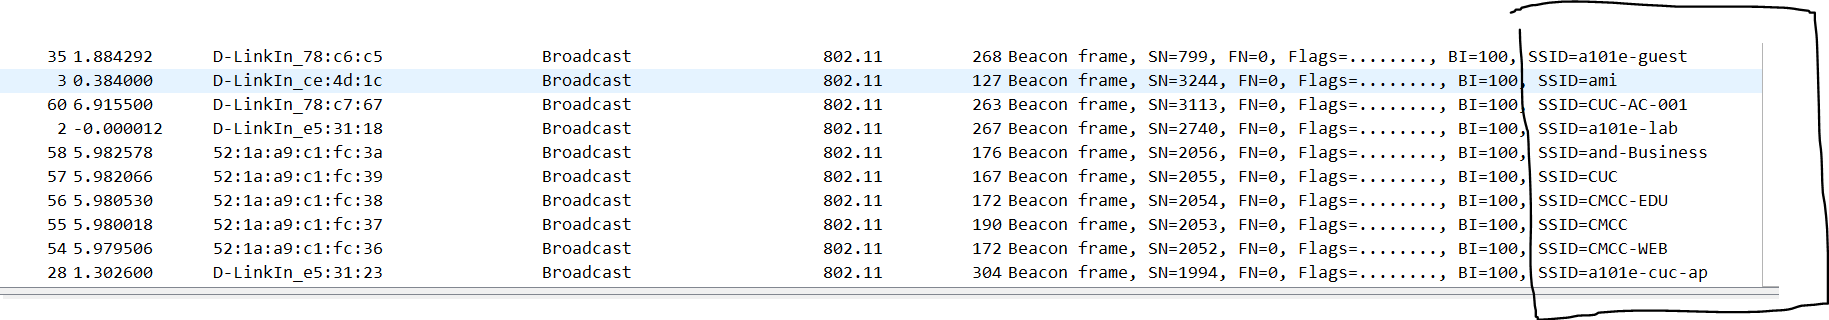 35 1.884292 D-LinkIn_78:c6:c5 Broadcast 802.11 268 Beacon frame, SN=799, FN=0, Flags=........, BI=100, SSID=a101e-guest
3 0.384000 D-LinkIn_ce:4d:1c Broadcast 802.11 127 Beacon frame, SN=3244, FN=0, Flags=........, BI=100, SSID=ami
60 6.915500 D-LinkIn_78:c7:67 Broadcast 802.11 263 Beacon frame, SN=3113, FN=0, Flags=........, BI=100, SSID=CUC-AC-001
2 -0.000012 D-LinkIn_e5:31:18 Broadcast 802.11 267 Beacon frame, SN=2740, FN=0, Flags=........, BI=100, SSID=a101e-lab
58 5.982578 52:1a:a9:c1:fc:3a Broadcast 802.11 176 Beacon frame, SN=2056, FN=0, Flags=........, BI=100, SSID=and-Business
57 5.982066 52:1a:a9:c1:fc:39 Broadcast 802.11 167 Beacon frame, SN=2055, FN=0, Flags=........, BI=100, SSID=CUC
56 5.980530 52:1a:a9:c1:fc:38 Broadcast 802.11 172 Beacon frame, SN=2054, FN=0, Flags=........, BI=100, SSID=CMCC-EDU
55 5.980018 52:1a:a9:c1:fc:37 Broadcast 802.11 190 Beacon frame, SN=2053, FN=0, Flags=........, BI=100, SSID=CMCC
54 5.979506 52:1a:a9:c1:fc:36 Broadcast 802.11 172 Beacon frame, SN=2052, FN=0, Flags=........, BI=100, SSID=CMCC-WEB
28 1.302600 D-LinkIn_e5:31:23 Broadcast 802.11 304 Beacon frame, SN=1994, FN=0, Flags=........, BI=100, SSID=a101e-cuc-ap